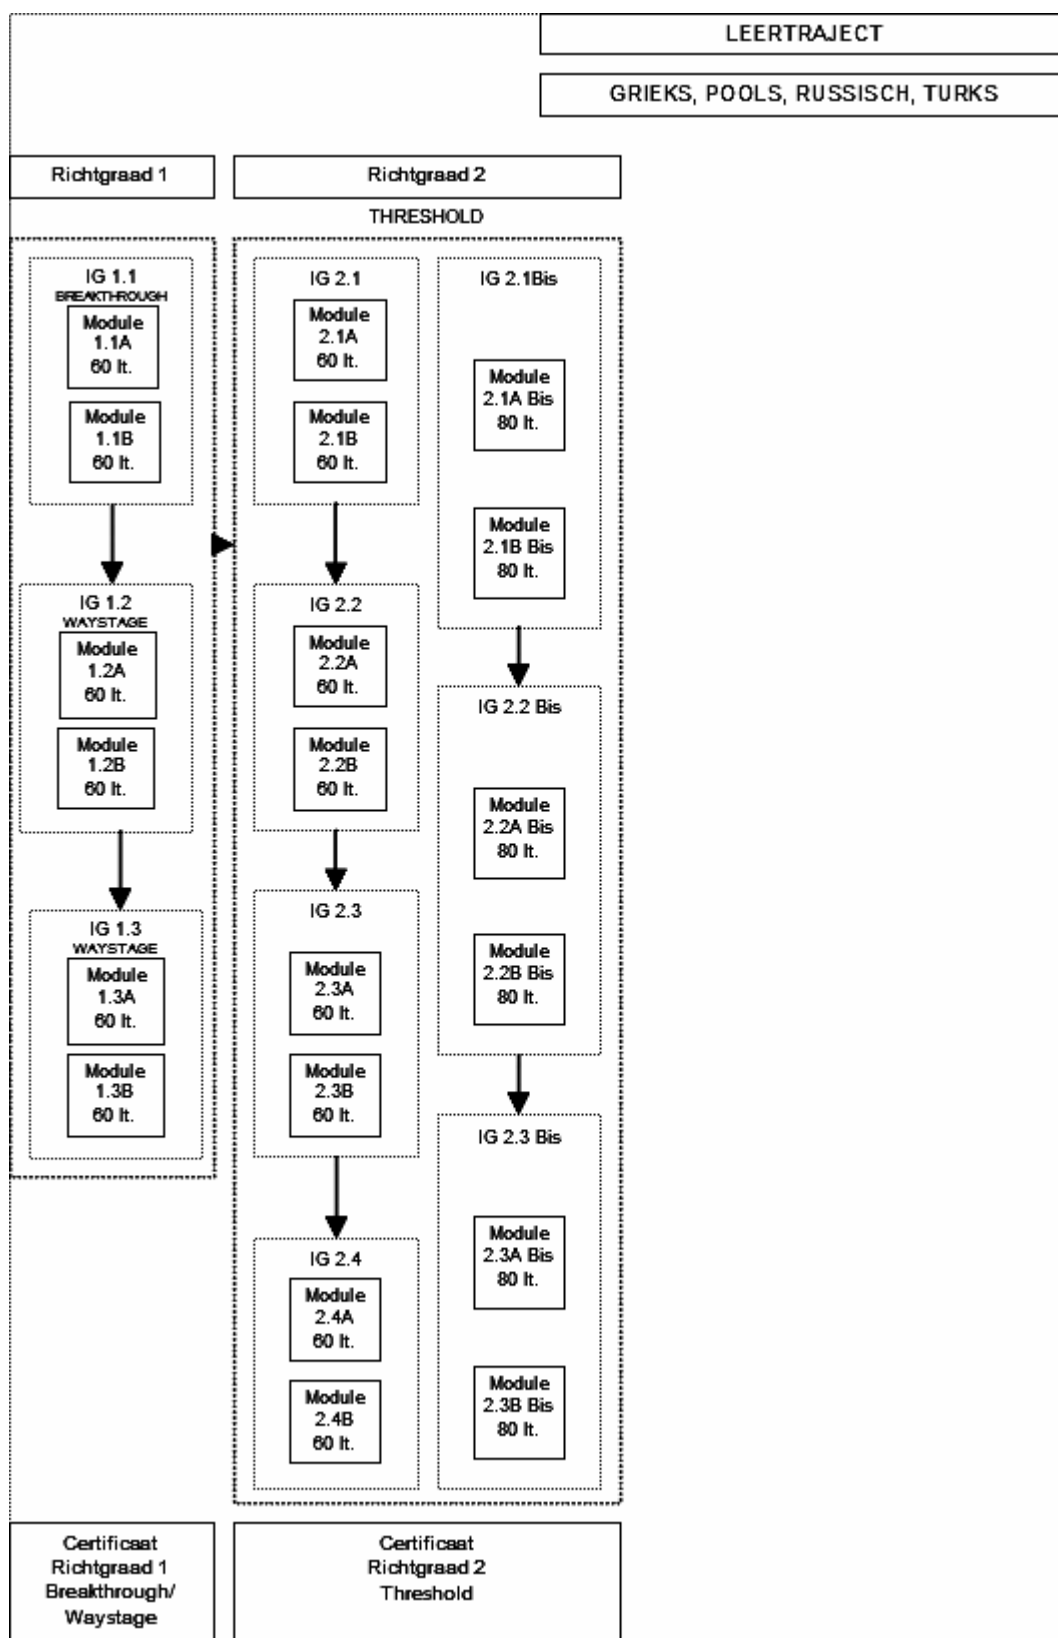 LEERTRAJECT
GRIEKS, POOLS, RUSSISCH, TURKS
Richtgraad 1
Richtgraad 2
THRESHOLD
IG 1.1
BREAKTHROUGH
Module
1.1A
60 lt.
Module
1.1B
60 lt.
IG 1.2
WAYSTAGE
Module
1.2A
60 lt.
Module
1.2B
60 lt.
IG 1.3
WAYSTAGE
Module
1.3A
60 lt.
Module
1.3B
60 lt.
IG 2.1
Module
2.1A
60 lt.
Module
2.1B
60 lt.
IG 2.2
Module
2.2A
60 lt.
Module
2.2B
60 lt.
IG 2.3
Module
2.3A
60 lt.
Module
2.3B
60 lt.
IG 2.4
Module
2.4A
60 lt.
Module
2.4B
60 lt.
IG 2.1Bis
Module
2.1A Bis
80 lt.
Module
2.1B Bis
80 lt.
IG 2.2 Bis
Module
2.2A Bis
80 lt.
Module
2.2B Bis
80 lt.
IG 2.3 Bis
Module
2.3A Bis
80 lt.
Module
2.3B Bis
80 lt.
Certificaat
Richtgraad 1
Breakthrough/
Waystage
Certificaat
Richtgraad 2
Threshold